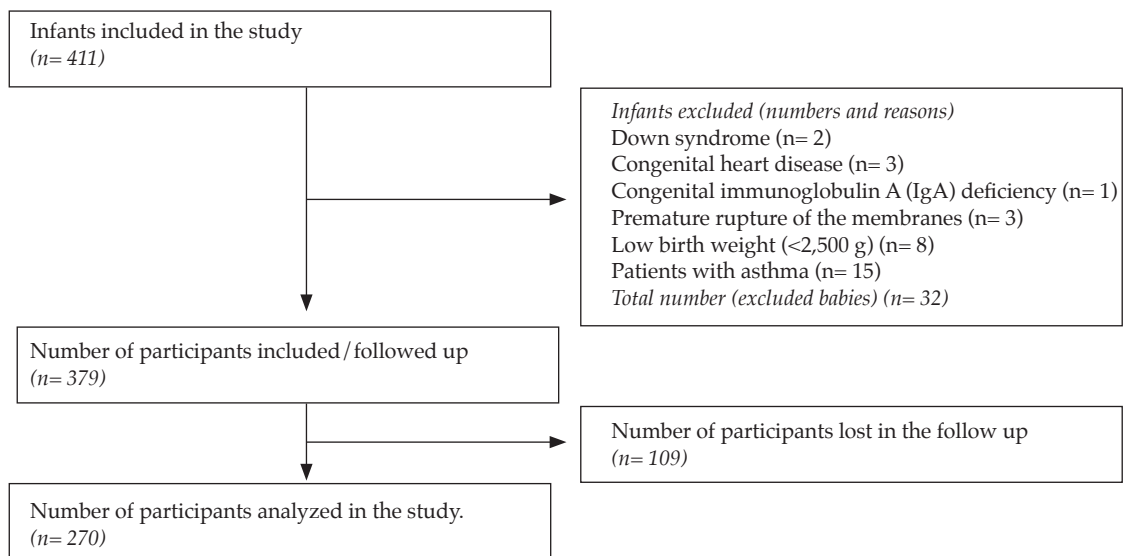 Infants included in the study
(n= 411)
Infants excluded (numbers and reasons)
Down syndrome (n= 2)
Congenital heart disease (n= 3)
Congenital immunoglobulin A (IgA) deficiency (n= 1)
Premature rupture of the membranes (n= 3)
Low birth weight (<2,500 g) (n= 8)
Patients with asthma (n= 15)
Total number (excluded babies) (n= 32)
Number of participants included/followed up
(n= 379)
Number of participants lost in the follow up
(n= 109)
Number of participants analyzed in the study.
(n= 270)